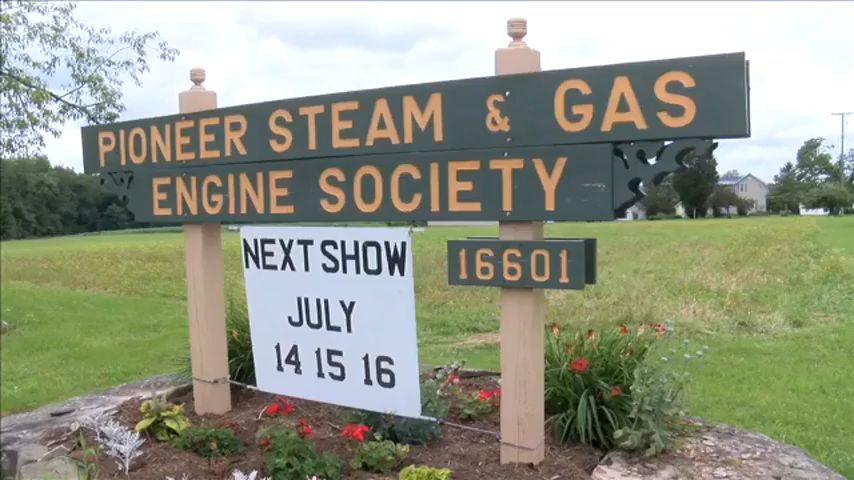 PIONEER STEAM & GAS
ENGINE SOCIETY
NEXT SHOW
JULY
14 15 16
16601